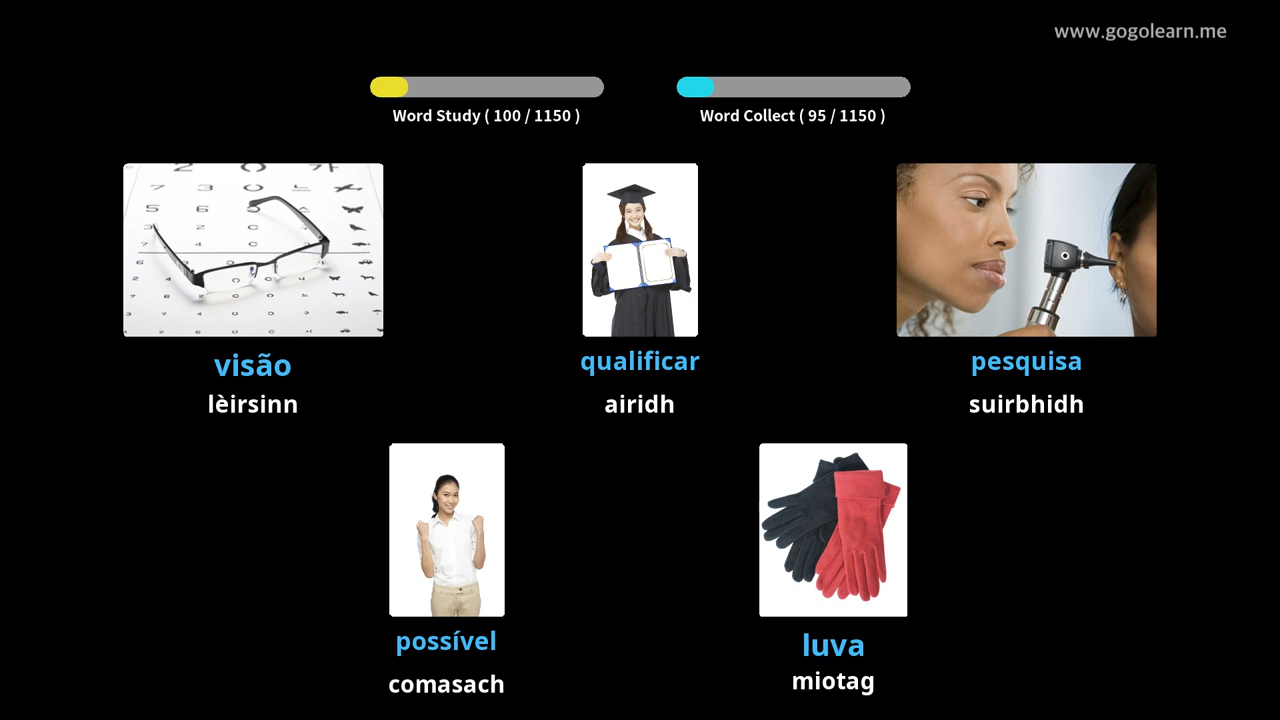 www.gogolearn.me
Word Study ( 100 / 1150 )
Word Collect ( 95 / 1150 )
visão
lèirsinn
qualificar
airidh
pesquisa
suirbhidh
possível
comasach
luva
miotag